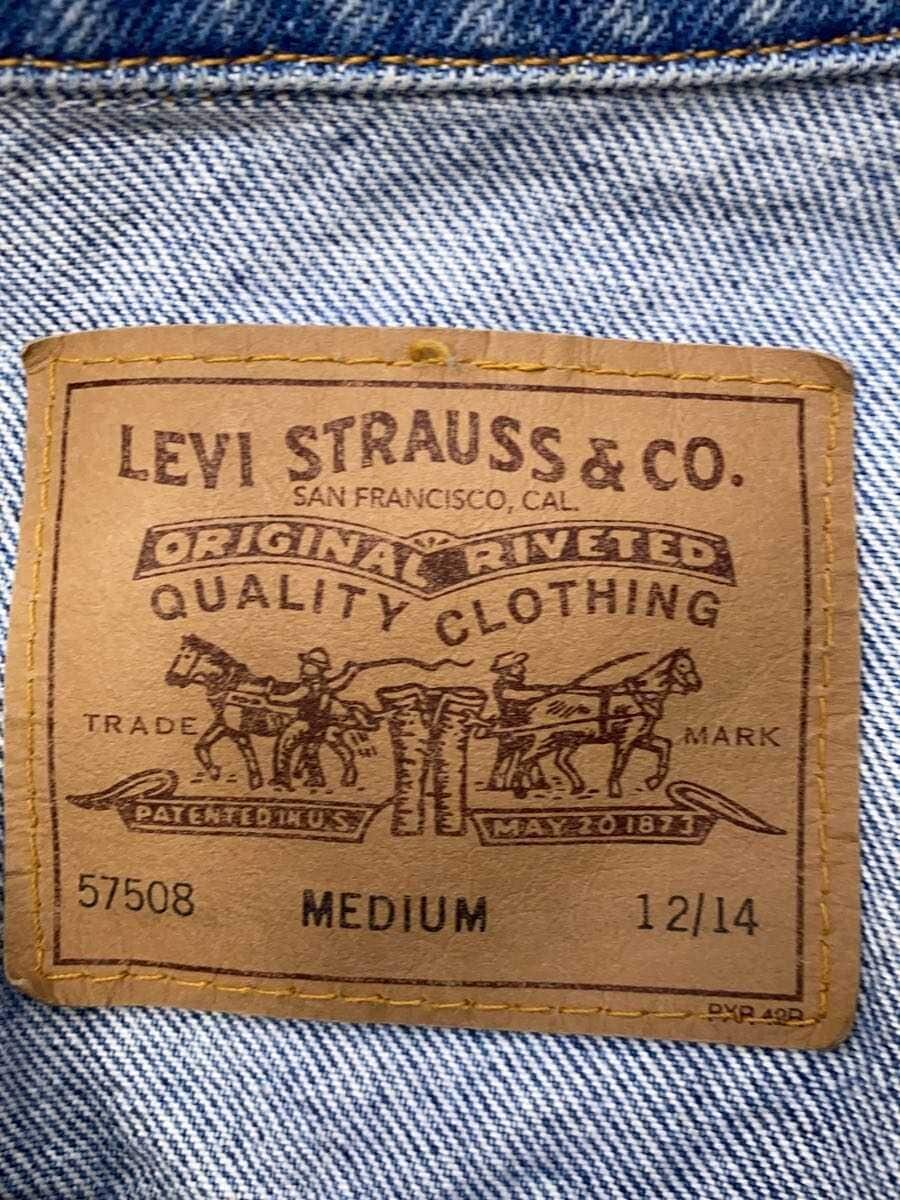 LEVI STRAUSS & CO.
SAN FRANCISCO, CAL.
ORIGINAL RIVETED
QUALITY CLOTHING
TRADE MARK
PATENTED IN U.S. MAY 20 1873
57508 MEDIUM 12/14